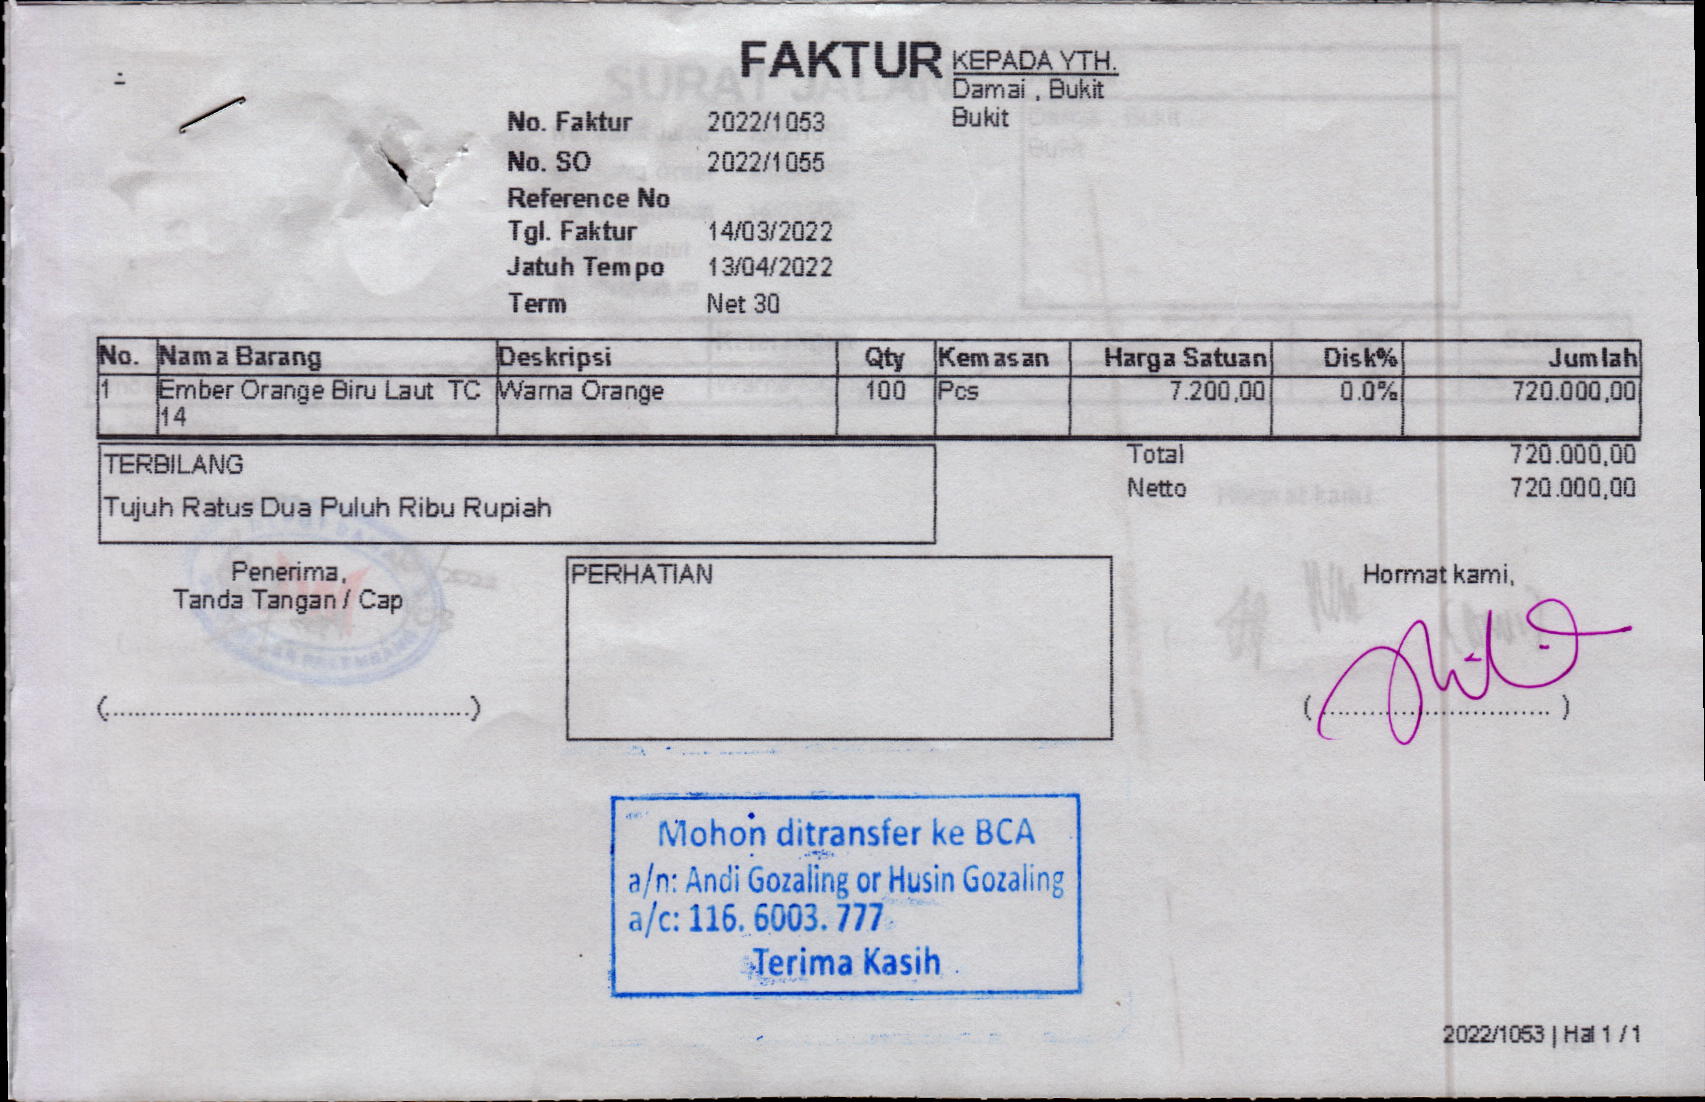 FAKTUR
KEPADA YTH.
Damai , Bukit
Bukit
No. Faktur 2022/1053
No. SO 2022/1055
Reference No
Tgl. Faktur 14/03/2022
Jatuh Tempo 13/04/2022
Term Net 30
No. Nama Barang Deskripsi Qty Kemasan Harga Satuan Disk% Jumlah
1 Ember Orange Biru Laut TC Warna Orange 100 Pcs 7.200,00 0.0% 720.000,00
14
TERBILANG
Tujuh Ratus Dua Puluh Ribu Rupiah
Total 720.000,00
Netto 720.000,00
Penerima,
Tanda Tangan / Cap
PERHATIAN
Hormat kami,
(................................................)
(.............................. )
Mohon ditransfer ke BCA
a/n: Andi Gozaling or Husin Gozaling
a/c: 116. 6003. 777
Terima Kasih
2022/1053 | Hal 1 / 1